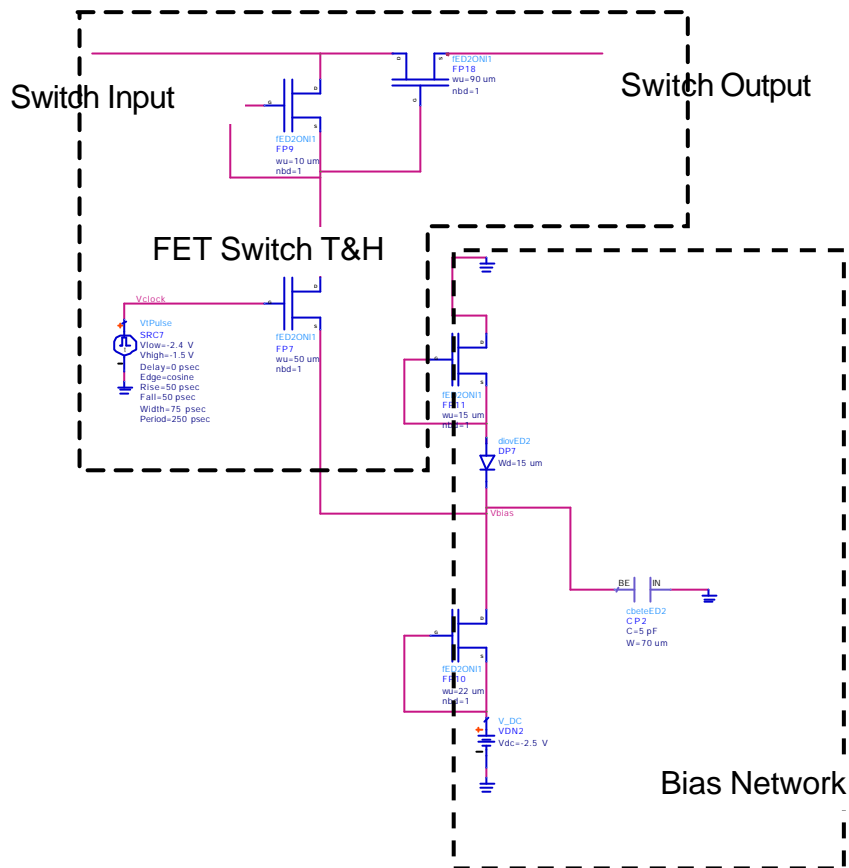 fED2ONI1
FP18
wu=90 um
nbd=1
Switch Input
Switch Output
D
S
G
D
G
S
fED2ONI1
FP9
wu=10 um
nbd=1
FET Switch T&H
Vclock
D
G
S
fED2ONI1
FP7
wu=50 um
nbd=1
VtPulse
SRC7
Vlow=-2.4 V
Vhigh=-1.5 V
Delay=0 psec
Edge=cosine
Rise=50 psec
Fall=50 psec
Width=75 psec
Period=250 psec
D
G
S
fED2ONI1
FP11
wu=15 um
nbd=1
diovED2
DP7
Wd=15 um
Vbias
BE
IN
cbeteED2
CP2
C=5 pF
W=70 um
D
G
S
fED2ONI1
FP10
wu=22 um
nbd=1
V_DC
VDN2
Vdc=-2.5 V
Bias Network